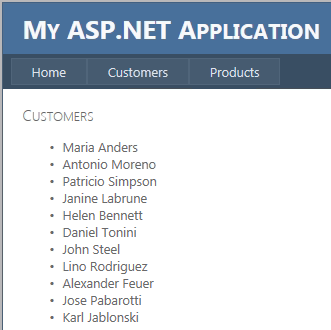 My ASP.NET Application
Home Customers Products
Customers
• Maria Anders
• Antonio Moreno
• Patricio Simpson
• Janine Labrune
• Helen Bennett
• Daniel Tonini
• John Steel
• Lino Rodriguez
• Alexander Feuer
• Jose Pabarotti
• Karl Jablonski